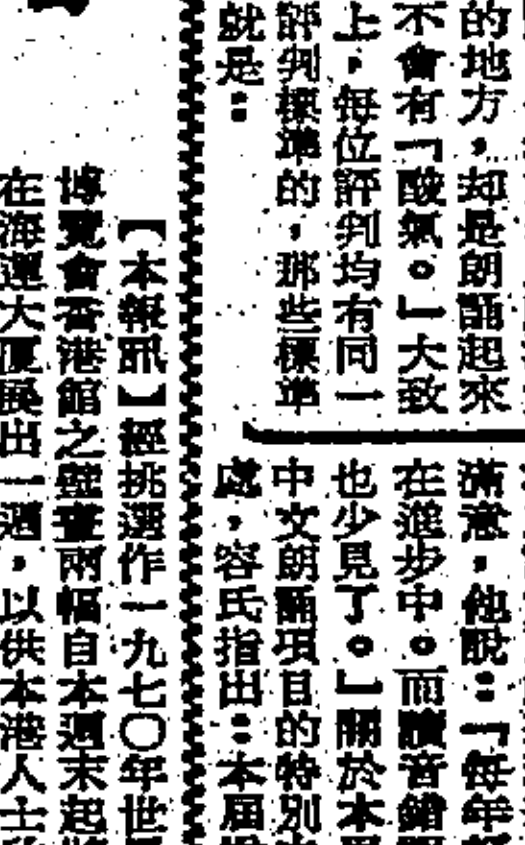 的地方，却是朗誦起來
不會有「酸氣。」大致
上，每位評判均有同一
評判標準的，那些標準
就是：
滿意，他說：「每年
在進步中。而讀音錯
也少見了。」關於本
中文朗誦項目的特別
處，容氏指出：本屆
【本報訊】經挑選作一九七〇年世
博覽會香港館之壁畫兩幅自本週末起
在海運大厦展出一週，以供本港人士